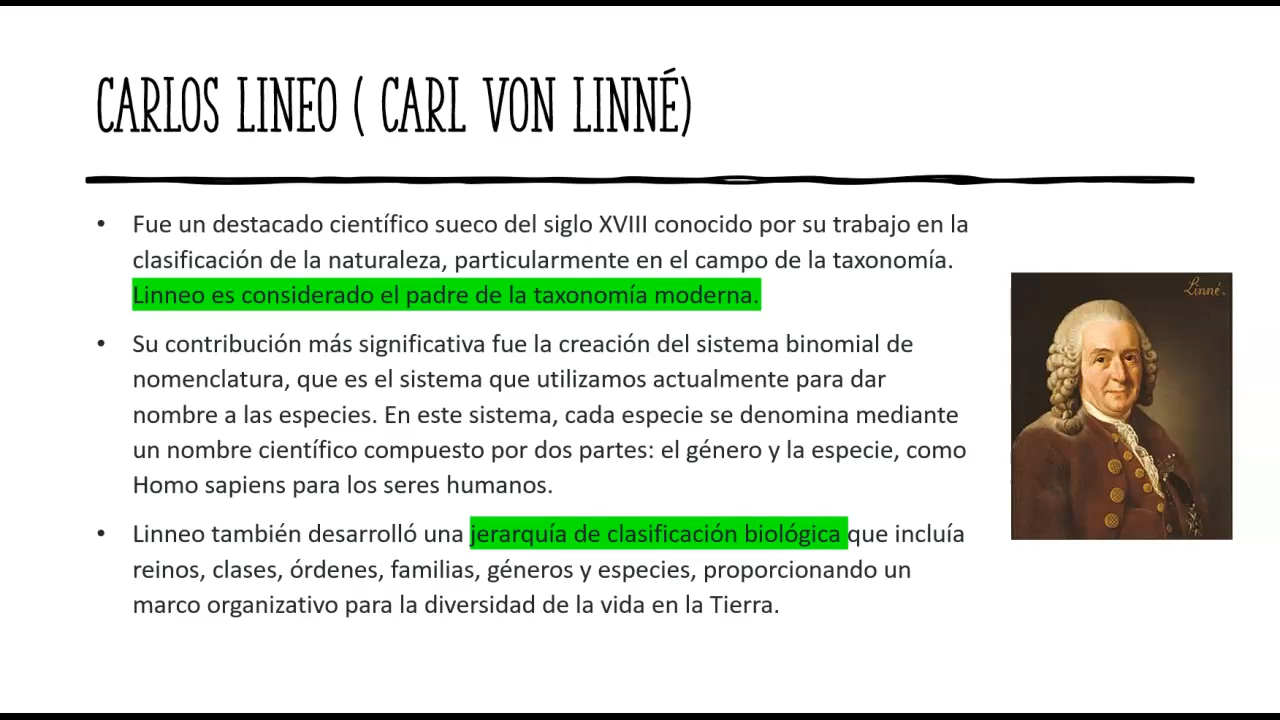 CARLOS LINEO ( CARL VON LINNÉ)
• Fue un destacado científico sueco del siglo XVIII conocido por su trabajo en la
clasificación de la naturaleza, particularmente en el campo de la taxonomía.
Linneo es considerado el padre de la taxonomía moderna.
• Su contribución más significativa fue la creación del sistema binomial de
nomenclatura, que es el sistema que utilizamos actualmente para dar
nombre a las especies. En este sistema, cada especie se denomina mediante
un nombre científico compuesto por dos partes: el género y la especie, como
Homo sapiens para los seres humanos.
• Linneo también desarrolló una jerarquía de clasificación biológica que incluía
reinos, clases, órdenes, familias, géneros y especies, proporcionando un
marco organizativo para la diversidad de la vida en la Tierra.
Linné.